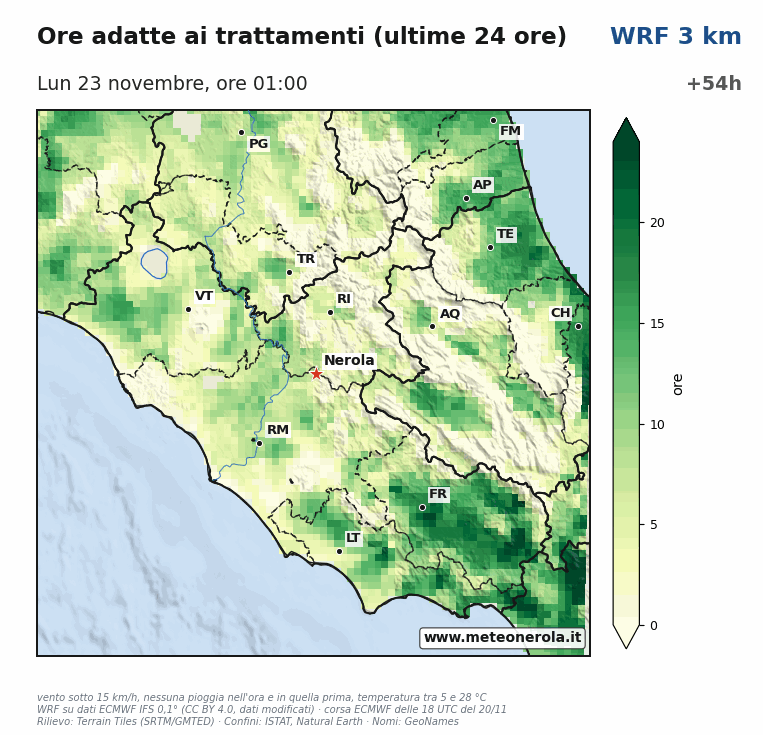 Ore adatte ai trattamenti (ultime 24 ore) WRF 3 km
Lun 23 novembre, ore 01:00 +54h
FM
PG
AP
TE
TR
VT
RI
AQ
CH
Nerola
RM
FR
LT
www.meteonerola.it
20
15
10
5
0
ore
vento sotto 15 km/h, nessuna pioggia nell'ora e in quella prima, temperatura tra 5 e 28 °C
WRF su dati ECMWF IFS 0,1° (CC BY 4.0, dati modificati) · corsa ECMWF delle 18 UTC del 20/11
Rilievo: Terrain Tiles (SRTM/GMTED) · Confini: ISTAT, Natural Earth · Nomi: GeoNames